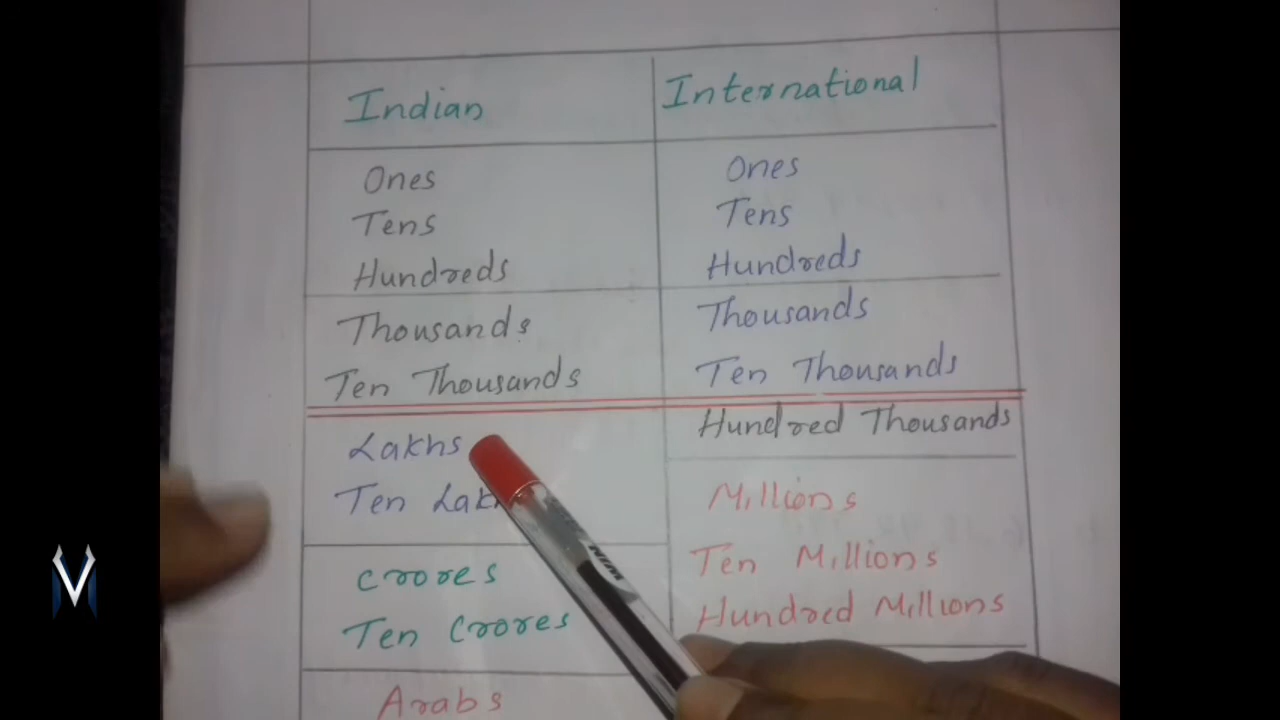 Indian International
Ones Ones
Tens Tens
Hundreds Hundreds
Thousands Thousands
Ten Thousands Ten Thousands
Lakhs Hundred Thousands
Ten Millions
Crores Ten Millions
Ten Crores Hundred Millions
Arabs